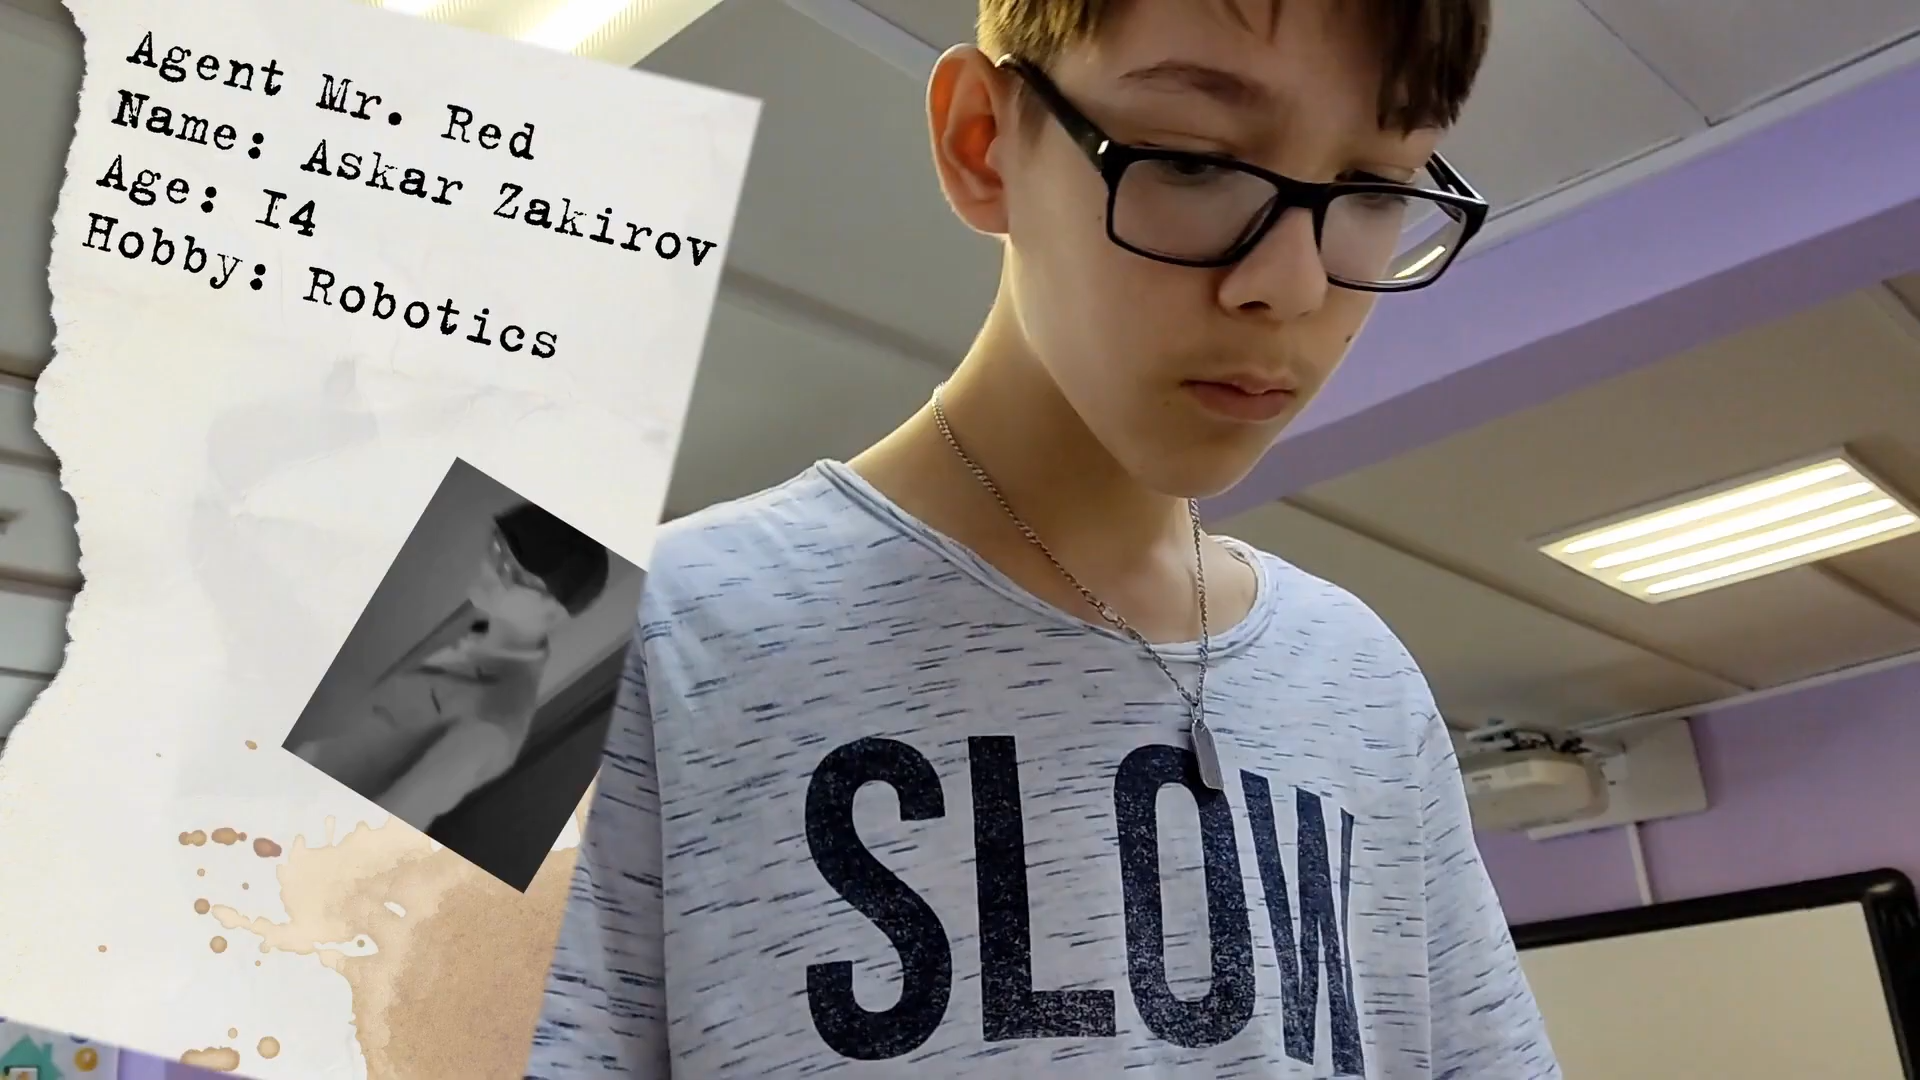 Agent Mr. Red
Name: Askar Zakirov
Age: I4
Hobby: Robotics
SLOW